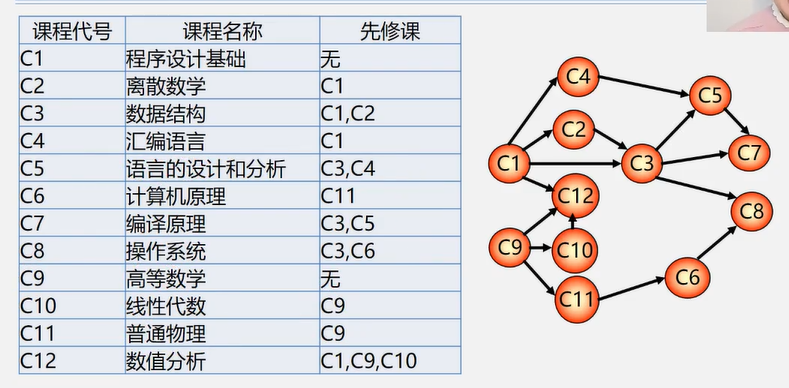 课程代号 课程名称 先修课
C1 程序设计基础 无
C2 离散数学 C1
C3 数据结构 C1,C2
C4 汇编语言 C1
C5 语言的设计和分析 C3,C4
C6 计算机原理 C11
C7 编译原理 C3,C5
C8 操作系统 C3,C6
C9 高等数学 无
C10 线性代数 C9
C11 普通物理 C9
C12 数值分析 C1,C9,C10
C4
C5
C2
C1
C3
C7
C12
C8
C9
C10
C6
C11